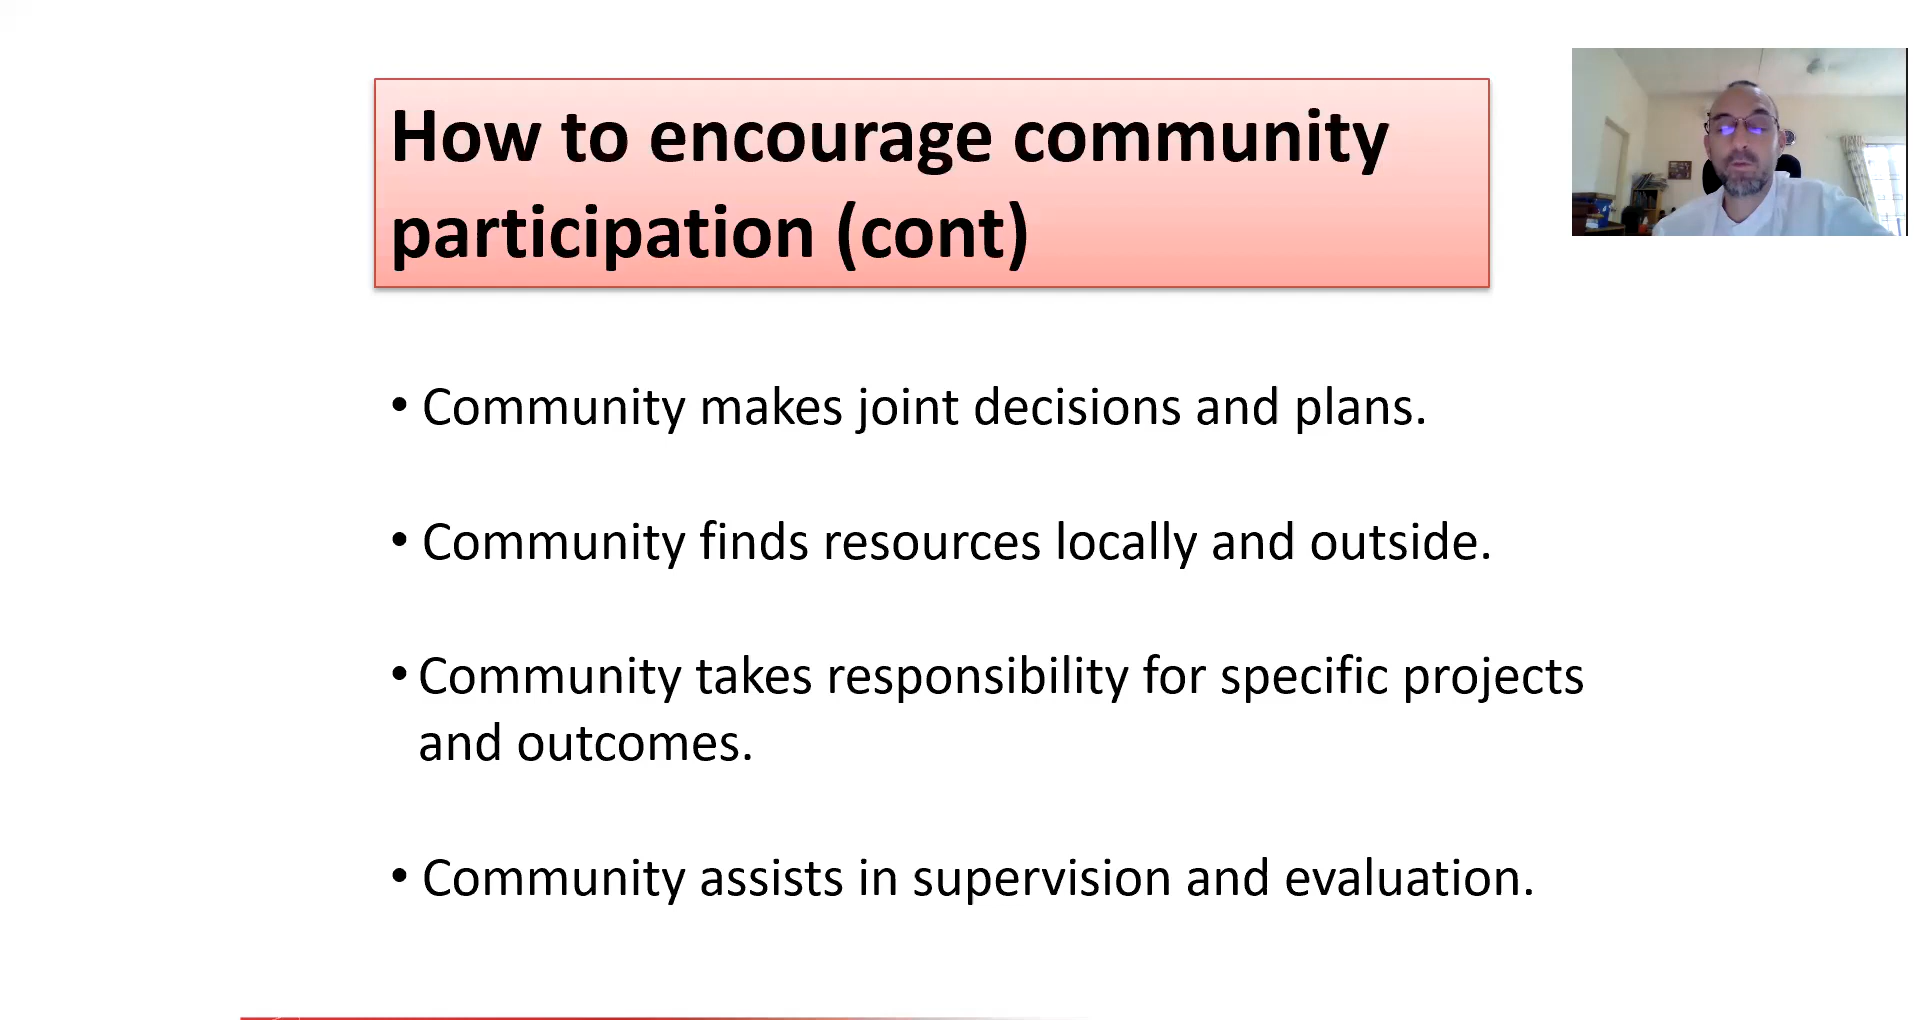 How to encourage community
participation (cont)
• Community makes joint decisions and plans.
• Community finds resources locally and outside.
• Community takes responsibility for specific projects
and outcomes.
• Community assists in supervision and evaluation.